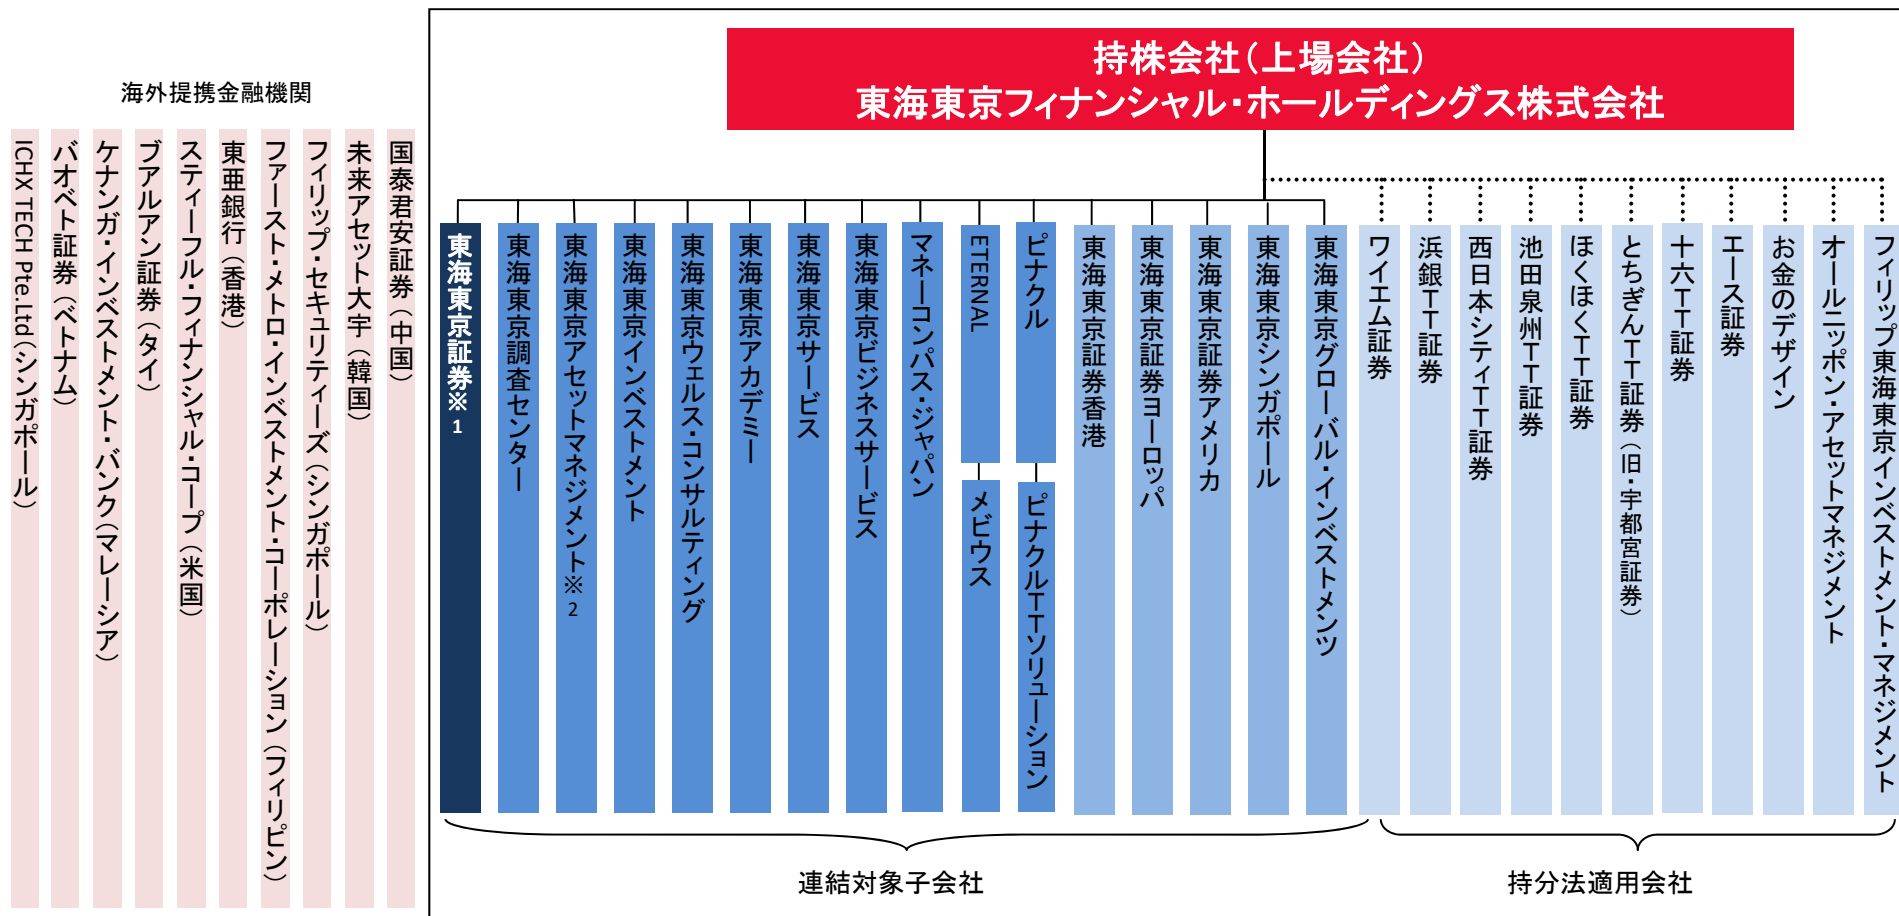 持株会社(上場会社)
東海東京フィナンシャル・ホールディングス株式会社
海外提携金融機関
国泰君安証券(中国)
未来アセット大宇(韓国)
フィリップ・セキュリティーズ(シンガポール)
ファースト・メトロ・インベストメント・コーポレーション(フィリピン)
東亜銀行(香港)
スティーフル・フィナンシャル・コープ(米国)
ブアルアン証券(タイ)
ケナンガ・インベストメント・バンク(マレーシア)
バオベト証券(ベトナム)
ICHX TECH Pte.Ltd(シンガポール)
東海東京証券※1
東海東京調査センター
東海東京アセットマネジメント※2
東海東京インベストメント
東海東京ウェルス・コンサルティング
東海東京アカデミー
東海東京サービス
東海東京ビジネスサービス
マネーコンパス・ジャパン
ETERNAL
メビウス
ピナクル
ピナクルTTソリューション
東海東京証券香港
東海東京証券ヨーロッパ
東海東京証券アメリカ
東海東京シンガポール
東海東京グローバル・インベストメンツ
ワイエム証券
浜銀TT証券
西日本シティTT証券
池田泉州TT証券
ほくほくTT証券
とちぎんTT証券(旧・宇都宮証券)
十六TT証券
エース証券
お金のデザイン
オールニッポン・アセットマネジメント
フィリップ東海東京インベストメント・マネジメント
連結対象子会社
持分法適用会社